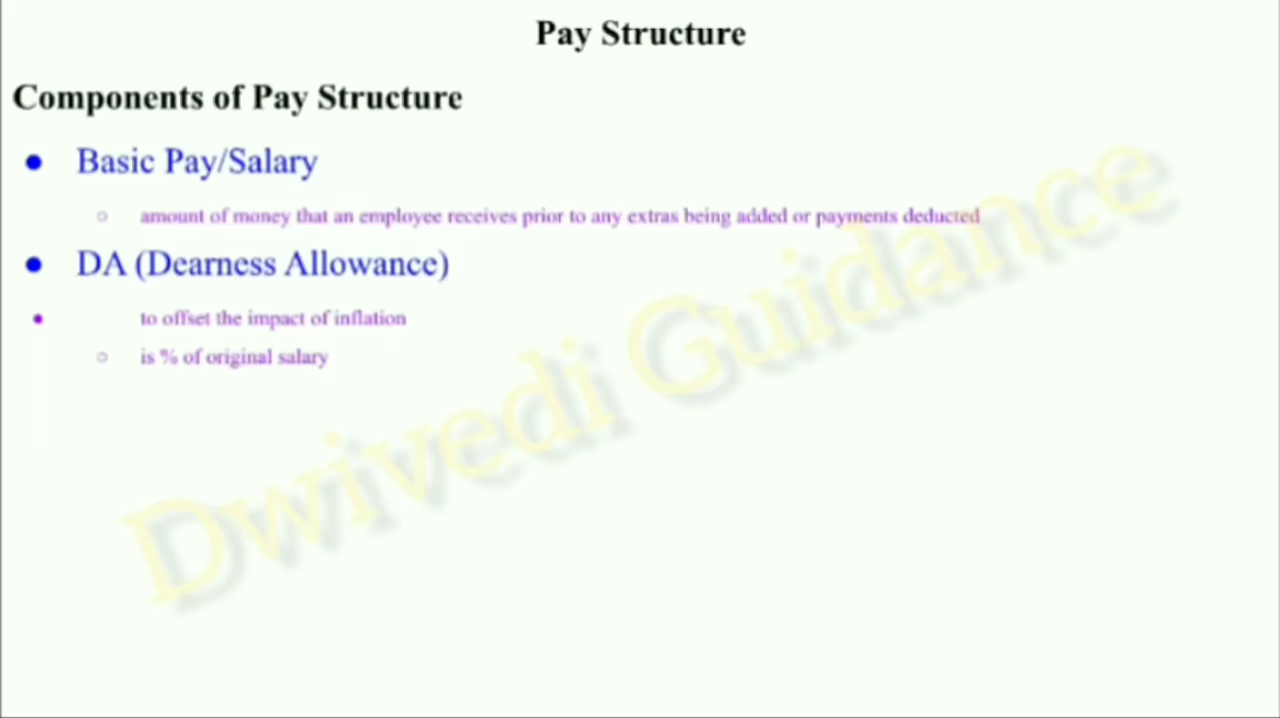 Pay Structure
Components of Pay Structure
● Basic Pay/Salary
○ amount of money that an employee receives prior to any extras being added or payments deducted
● DA (Dearness Allowance)
● to offset the impact of inflation
○ is % of original salary
Dwivedi Guidance